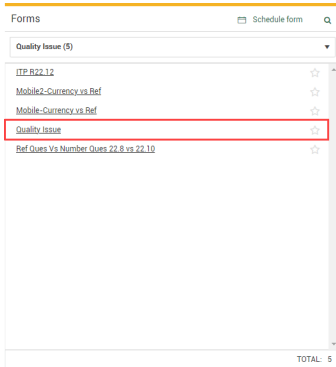 Forms
Schedule form
Quality Issue (5)
ITP R22.12
Mobile2-Currency vs Ref
Mobile-Currency vs Ref
Quality Issue
Ref Ques Vs Number Ques 22.8 vs 22.10
TOTAL: 5